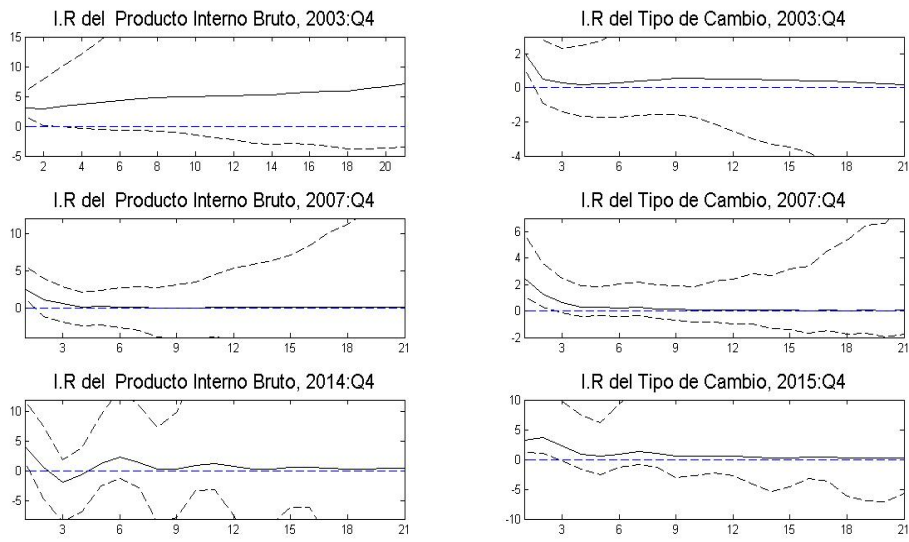 I.R del Producto Interno Bruto, 2003:Q4
15
10
5
0
-5
2 4 6 8 10 12 14 16 18 20
I.R del Tipo de Cambio, 2003:Q4
2
0
-2
-4
3 6 9 12 15 18 21
I.R del Producto Interno Bruto, 2007:Q4
10
5
0
3 6 9 12 15 18 21
I.R del Tipo de Cambio, 2007:Q4
6
4
2
0
-2
3 6 9 12 15 18 21
I.R del Producto Interno Bruto, 2014:Q4
10
5
0
-5
3 6 9 12 15 18 21
I.R del Tipo de Cambio, 2015:Q4
10
5
0
-5
-10
3 6 9 12 15 18 21